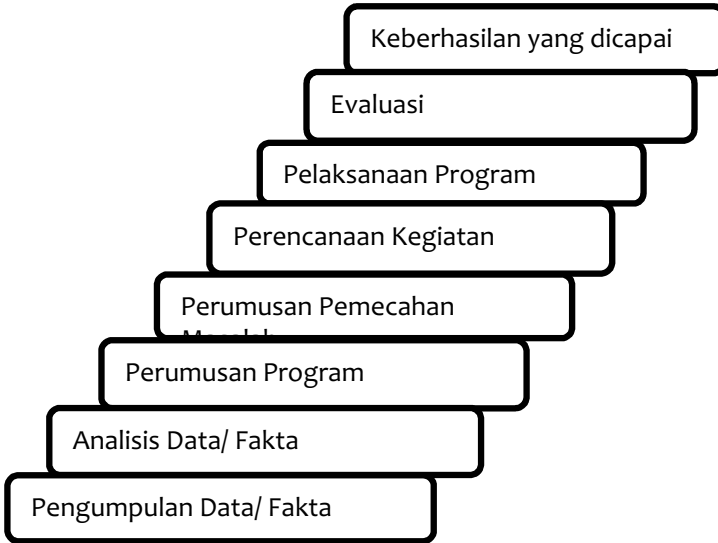 Keberhasilan yang dicapai
Evaluasi
Pelaksanaan Program
Perencanaan Kegiatan
Perumusan Pemecahan
Perumusan Program
Analisis Data/ Fakta
Pengumpulan Data/ Fakta